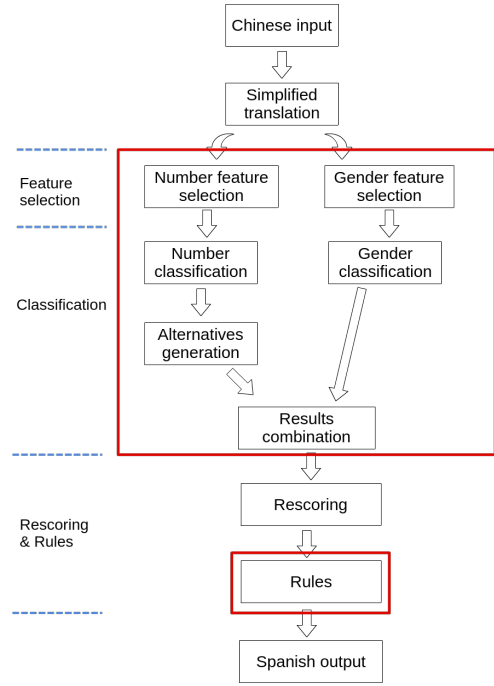 Chinese input
Simplified
translation
Feature
selection
Number feature
selection
Gender feature
selection
Classification
Number
classification
Gender
classification
Alternatives
generation
Results
combination
Rescoring
& Rules
Rescoring
Rules
Spanish output